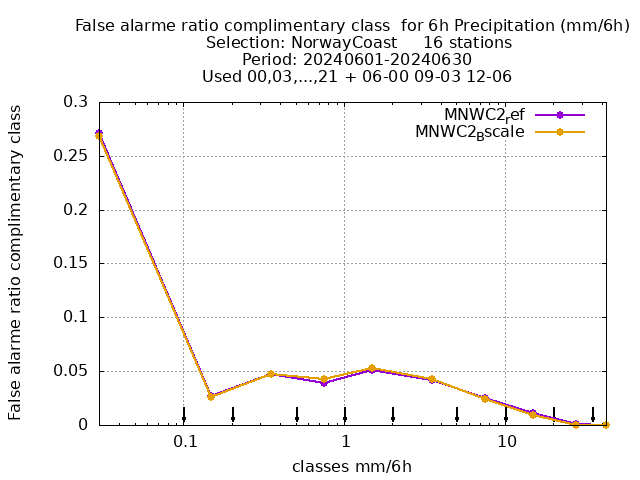 False alarme ratio complimentary class  for 6h Precipitation (mm/6h)
Selection: NorwayCoast     16 stations
Period: 20240601-20240630
Used 00,03,...,21 + 06-00 09-03 12-06
MNWC2ref
MNWC2Bscale
False alarme ratio complimentary class
0.3
0.25
0.2
0.15
0.1
0.05
0
0.1 1 10
classes mm/6h